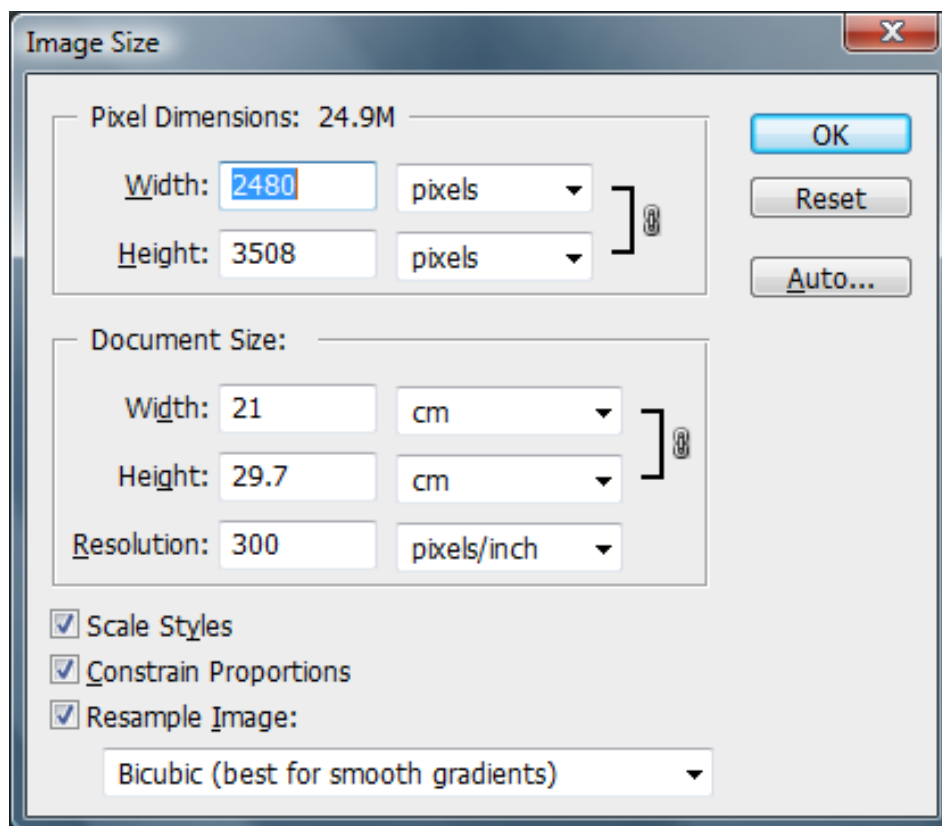 Image Size
X
Pixel Dimensions: 24.9M
Width: 2480 pixels
Height: 3508 pixels
OK
Reset
Auto...
Document Size:
Width: 21 cm
Height: 29.7 cm
Resolution: 300 pixels/inch
Scale Styles
Constrain Proportions
Resample Image:
Bicubic (best for smooth gradients)